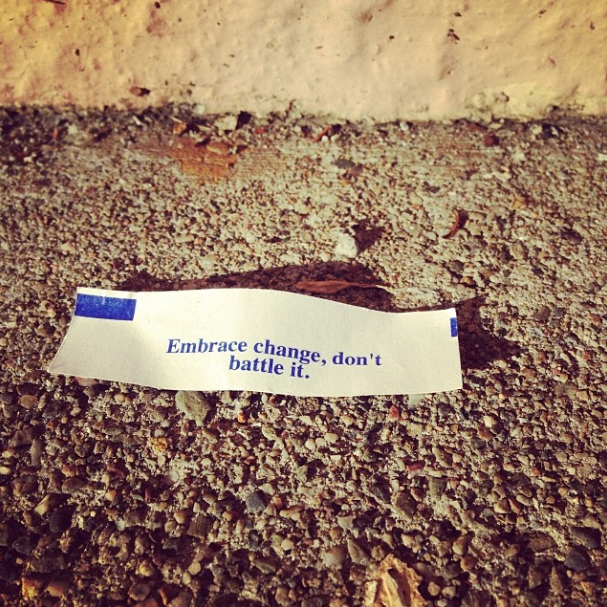 Embrace change, don't
battle it.